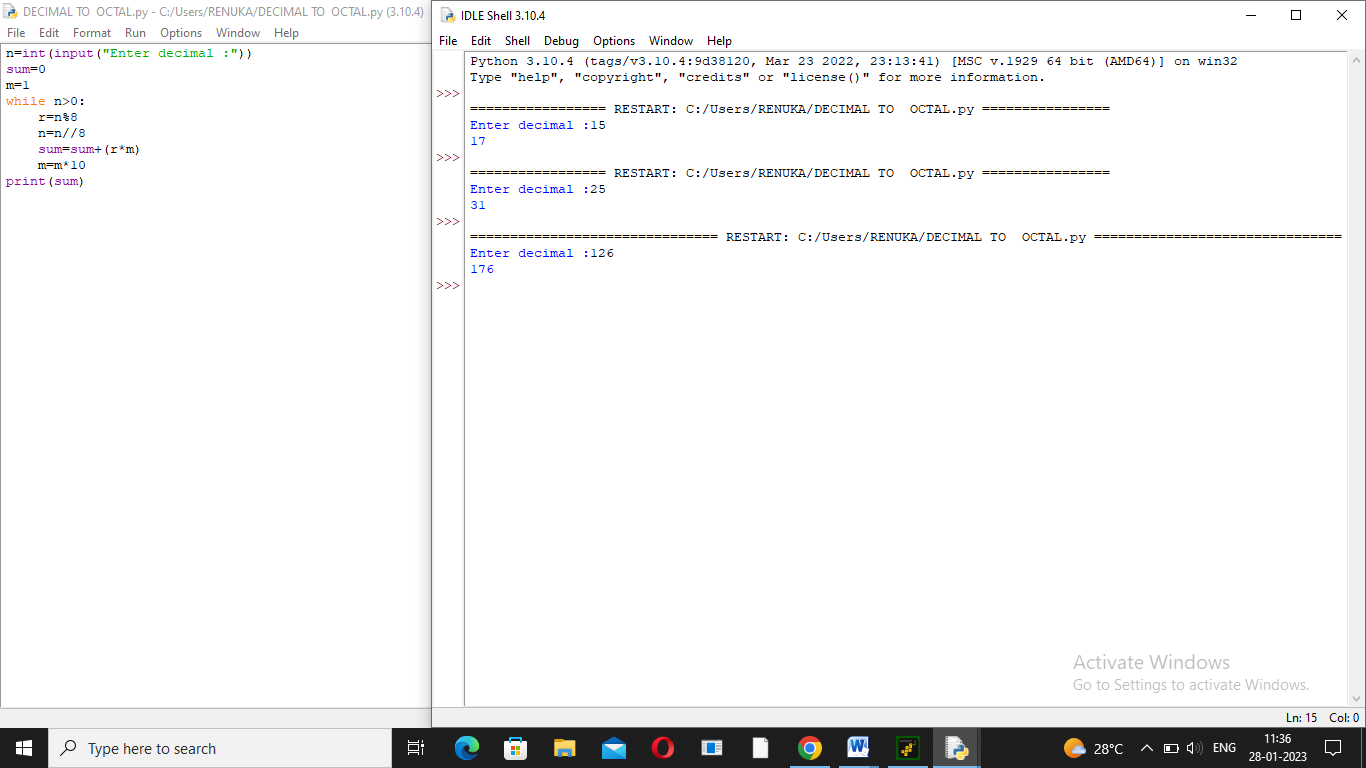 DECIMAL TO  OCTAL.py - C:/Users/RENUKA/DECIMAL TO  OCTAL.py (3.10.4)
File Edit Format Run Options Window Help
n=int(input("Enter decimal :"))
sum=0
m=1
while n>0:
    r=n%8
    n=n//8
    sum=sum+(r*m)
    m=m*10
print(sum)
IDLE Shell 3.10.4
File Edit Shell Debug Options Window Help
Python 3.10.4 (tags/v3.10.4:9d38120, Mar 23 2022, 23:13:41) [MSC v.1929 64 bit (AMD64)] on win32
Type "help", "copyright", "credits" or "license()" for more information.
>>>
================= RESTART: C:/Users/RENUKA/DECIMAL TO  OCTAL.py ================
Enter decimal :15
17
>>>
================= RESTART: C:/Users/RENUKA/DECIMAL TO  OCTAL.py ================
Enter decimal :25
31
>>>
=============================== RESTART: C:/Users/RENUKA/DECIMAL TO  OCTAL.py ===============================
Enter decimal :126
176
>>>
Activate Windows
Go to Settings to activate Windows.
Ln: 15 Col: 0
Type here to search
28°C
ENG
11:36
28-01-2023